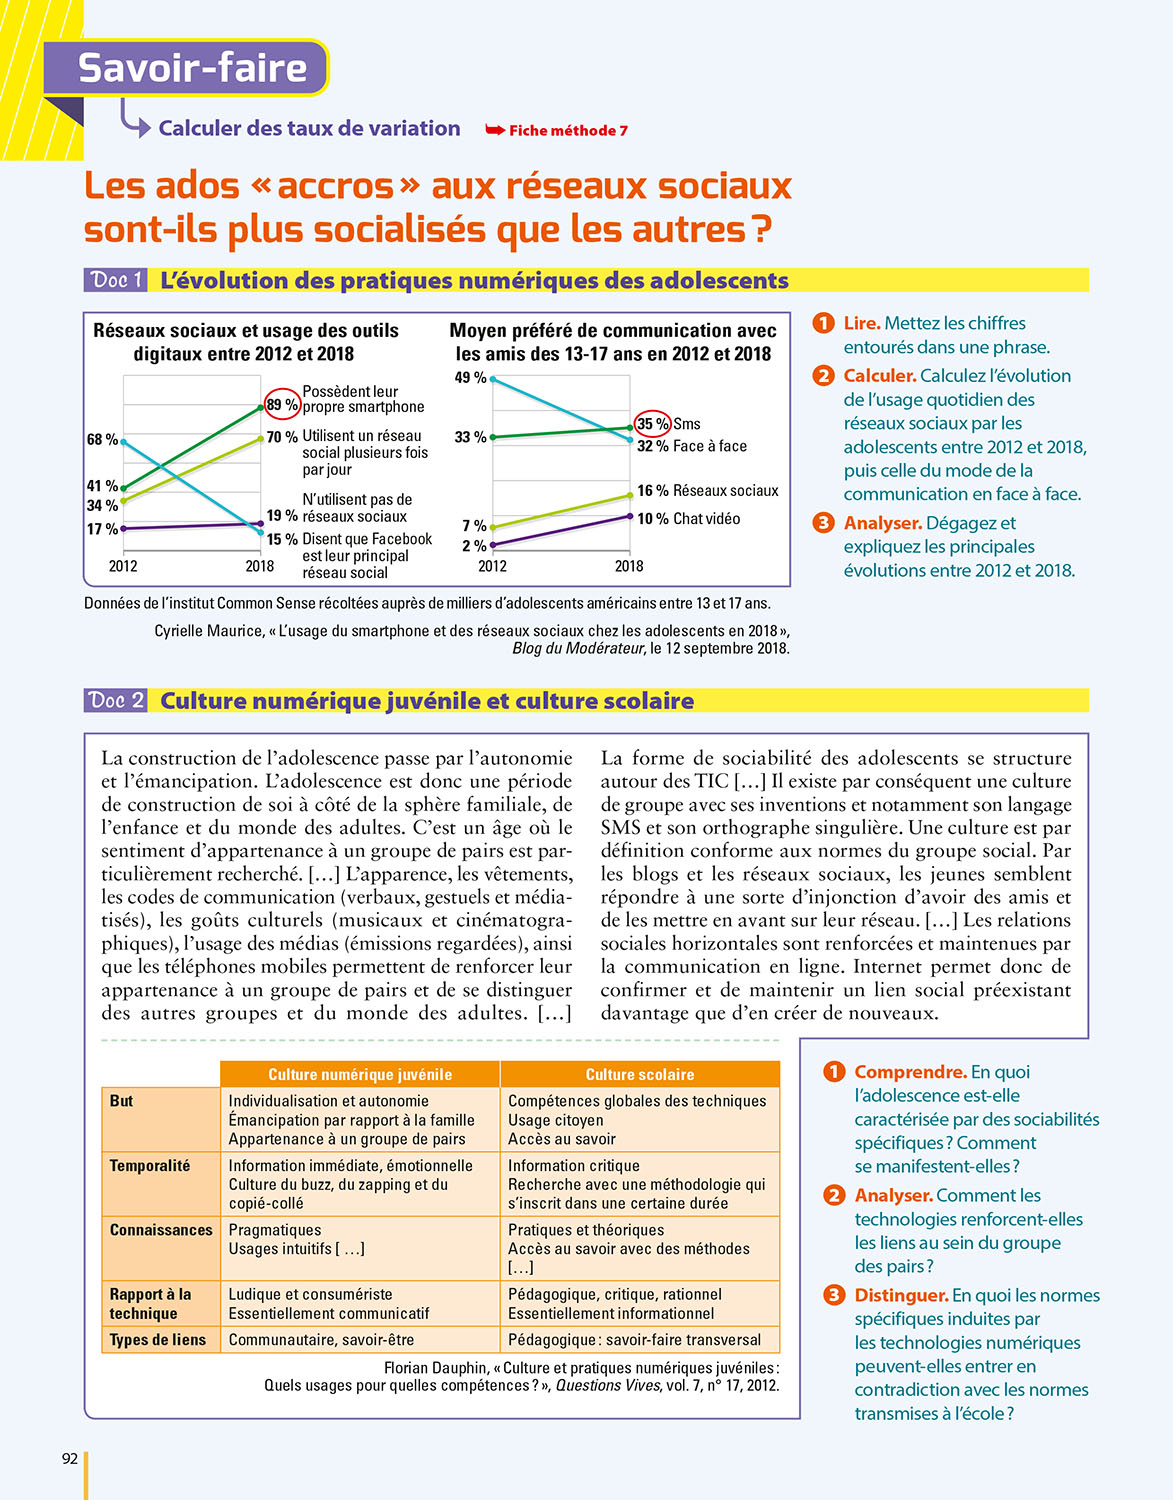 Savoir-faire
Calculer des taux de variation
Fiche méthode 7
Les ados « accros » aux réseaux sociaux
sont-ils plus socialisés que les autres ?
Doc 1 L'évolution des pratiques numériques des adolescents
Réseaux sociaux et usage des outils
digitaux entre 2012 et 2018
68 %
41 %
34 %
17 %
89 % Possèdent leur
propre smartphone
70 % Utilisent un réseau
social plusieurs fois
par jour
19 % N'utilisent pas de
réseaux sociaux
15 % Disent que Facebook
est leur principal
réseau social
2012 2018
Moyen préféré de communication avec
les amis des 13-17 ans en 2012 et 2018
49 %
33 %
7 %
2 %
35 % Sms
32 % Face à face
16 % Réseaux sociaux
10 % Chat vidéo
2012 2018
Données de l'institut Common Sense récoltées auprès de milliers d'adolescents américains entre 13 et 17 ans.
Cyrielle Maurice, « L'usage du smartphone et des réseaux sociaux chez les adolescents en 2018 »,
Blog du Modérateur, le 12 septembre 2018.
1 Lire. Mettez les chiffres
entourés dans une phrase.
2 Calculer. Calculez l'évolution
de l'usage quotidien des
réseaux sociaux par les
adolescents entre 2012 et 2018,
puis celle du mode de la
communication en face à face.
3 Analyser. Dégagez et
expliquez les principales
évolutions entre 2012 et 2018.
Doc 2 Culture numérique juvénile et culture scolaire
La construction de l'adolescence passe par l'autonomie
et l'émancipation. L'adolescence est donc une période
de construction de soi à côté de la sphère familiale, de
l'enfance et du monde des adultes. C'est un âge où le
sentiment d'appartenance à un groupe de pairs est par-
ticulièrement recherché. […] L'apparence, les vêtements,
les codes de communication (verbaux, gestuels et média-
tisés), les goûts culturels (musicaux et cinématogra-
phiques), l'usage des médias (émissions regardées), ainsi
que les téléphones mobiles permettent de renforcer leur
appartenance à un groupe de pairs et de se distinguer
des autres groupes et du monde des adultes. […]
La forme de sociabilité des adolescents se structure
autour des TIC […] Il existe par conséquent une culture
de groupe avec ses inventions et notamment son langage
SMS et son orthographe singulière. Une culture est par
définition conforme aux normes du groupe social. Par
les blogs et les réseaux sociaux, les jeunes semblent
répondre à une sorte d'injonction d'avoir des amis et
de les mettre en avant sur leur réseau. […] Les relations
sociales horizontales sont renforcées et maintenues par
la communication en ligne. Internet permet donc de
confirmer et de maintenir un lien social préexistant
davantage que d'en créer de nouveaux.
Culture numérique juvénile Culture scolaire
But
Individualisation et autonomie
Émancipation par rapport à la famille
Appartenance à un groupe de pairs
Compétences globales des techniques
Usage citoyen
Accès au savoir
Temporalité
Information immédiate, émotionnelle
Culture du buzz, du zapping et du
copié-collé
Information critique
Recherche avec une méthodologie qui
s'inscrit dans une certaine durée
Connaissances
Pragmatiques
Usages intuitifs [ …]
Pratiques et théoriques
Accès au savoir avec des méthodes
[…]
Rapport à la
technique
Ludique et consumériste
Essentiellement communicatif
Pédagogique, critique, rationnel
Essentiellement informationnel
Types de liens
Communautaire, savoir-être
Pédagogique : savoir-faire transversal
Florian Dauphin, « Culture et pratiques numériques juvéniles :
Quels usages pour quelles compétences ? », Questions Vives, vol. 7, n° 17, 2012.
1 Comprendre. En quoi
l'adolescence est-elle
caractérisée par des sociabilités
spécifiques ? Comment
se manifestent-elles ?
2 Analyser. Comment les
technologies renforcent-elles
les liens au sein du groupe
des pairs ?
3 Distinguer. En quoi les normes
spécifiques induites par
les technologies numériques
peuvent-elles entrer en
contradiction avec les normes
transmises à l'école ?
92